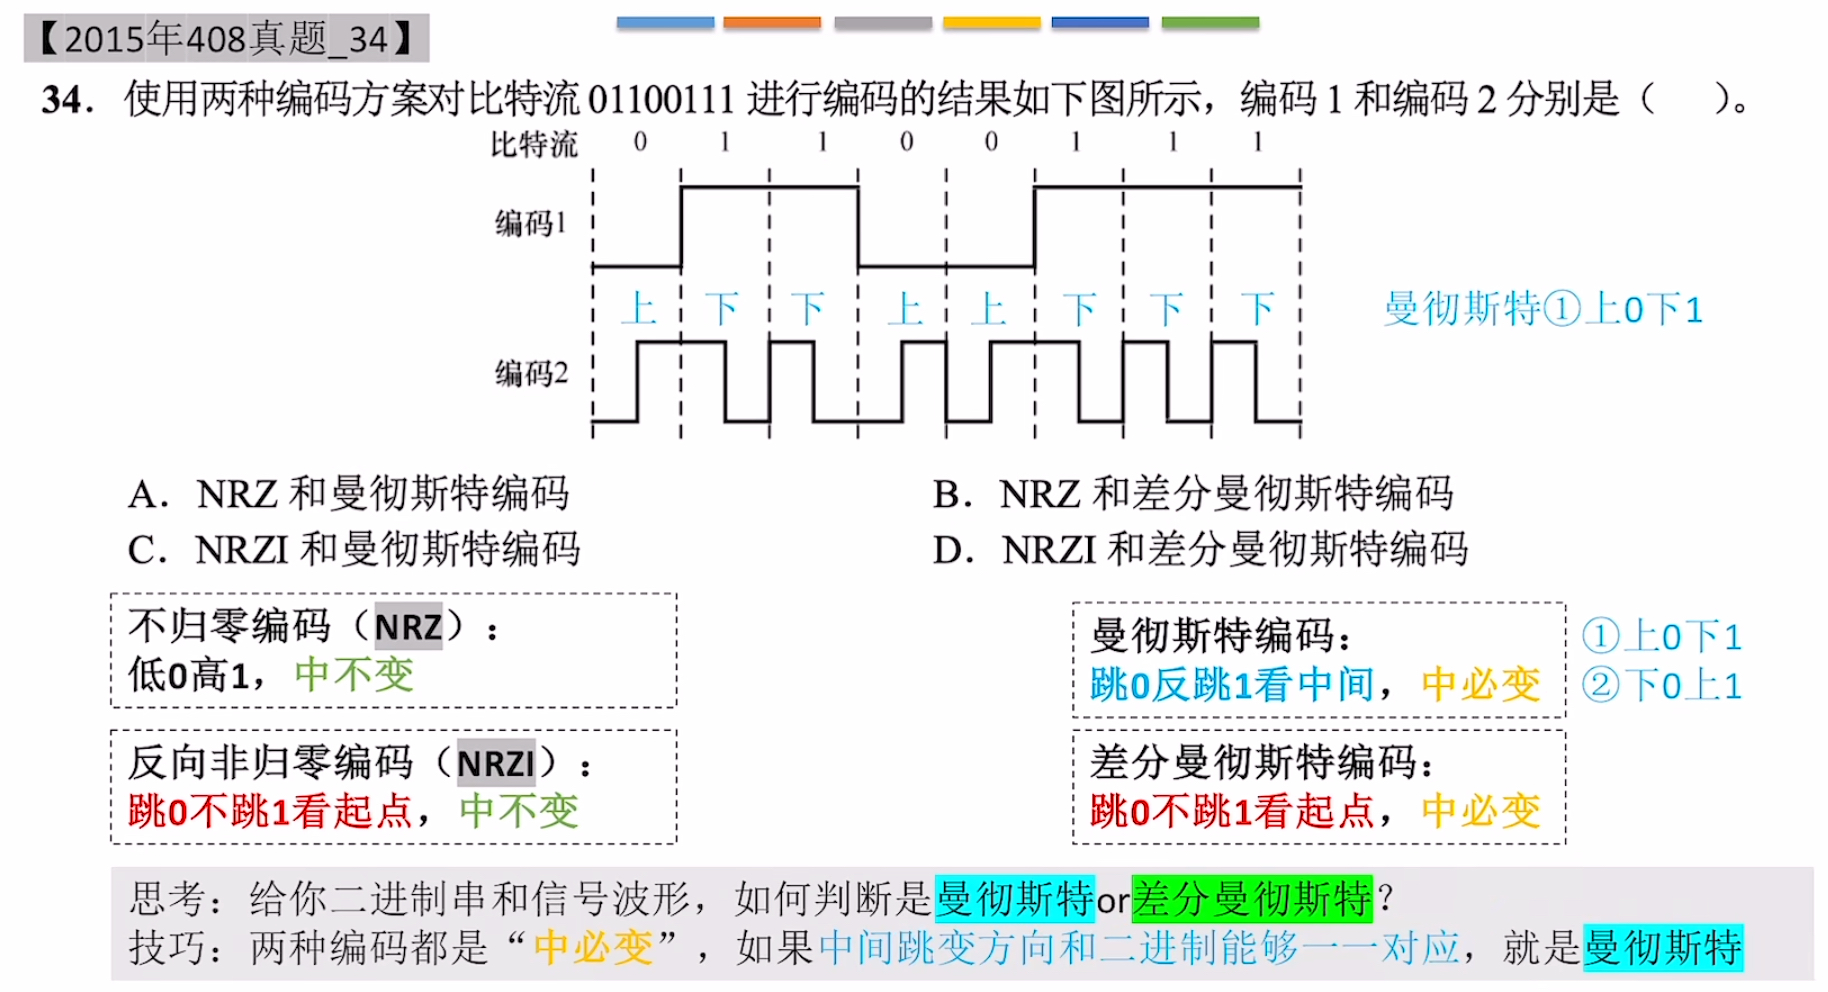 【2015年408真题_34】
34. 使用两种编码方案对比特流 01100111 进行编码的结果如下图所示，编码 1 和编码 2 分别是（    ）。
比特流 0 1 1 0 0 1 1 1
编码1
上 下 下 上 上 下 下 下
曼彻斯特①上0下1
编码2
A. NRZ 和曼彻斯特编码
B. NRZ 和差分曼彻斯特编码
C. NRZI 和曼彻斯特编码
D. NRZI 和差分曼彻斯特编码
不归零编码（NRZ）：
低0高1，中不变
曼彻斯特编码：
跳0反跳1看中间，中必变
①上0下1
②下0上1
反向非归零编码（NRZI）：
跳0不跳1看起点，中不变
差分曼彻斯特编码：
跳0不跳1看起点，中必变
思考：给你二进制串和信号波形，如何判断是曼彻斯特or差分曼彻斯特？
技巧：两种编码都是“中必变”，如果中间跳变方向和二进制能够一一对应，就是曼彻斯特